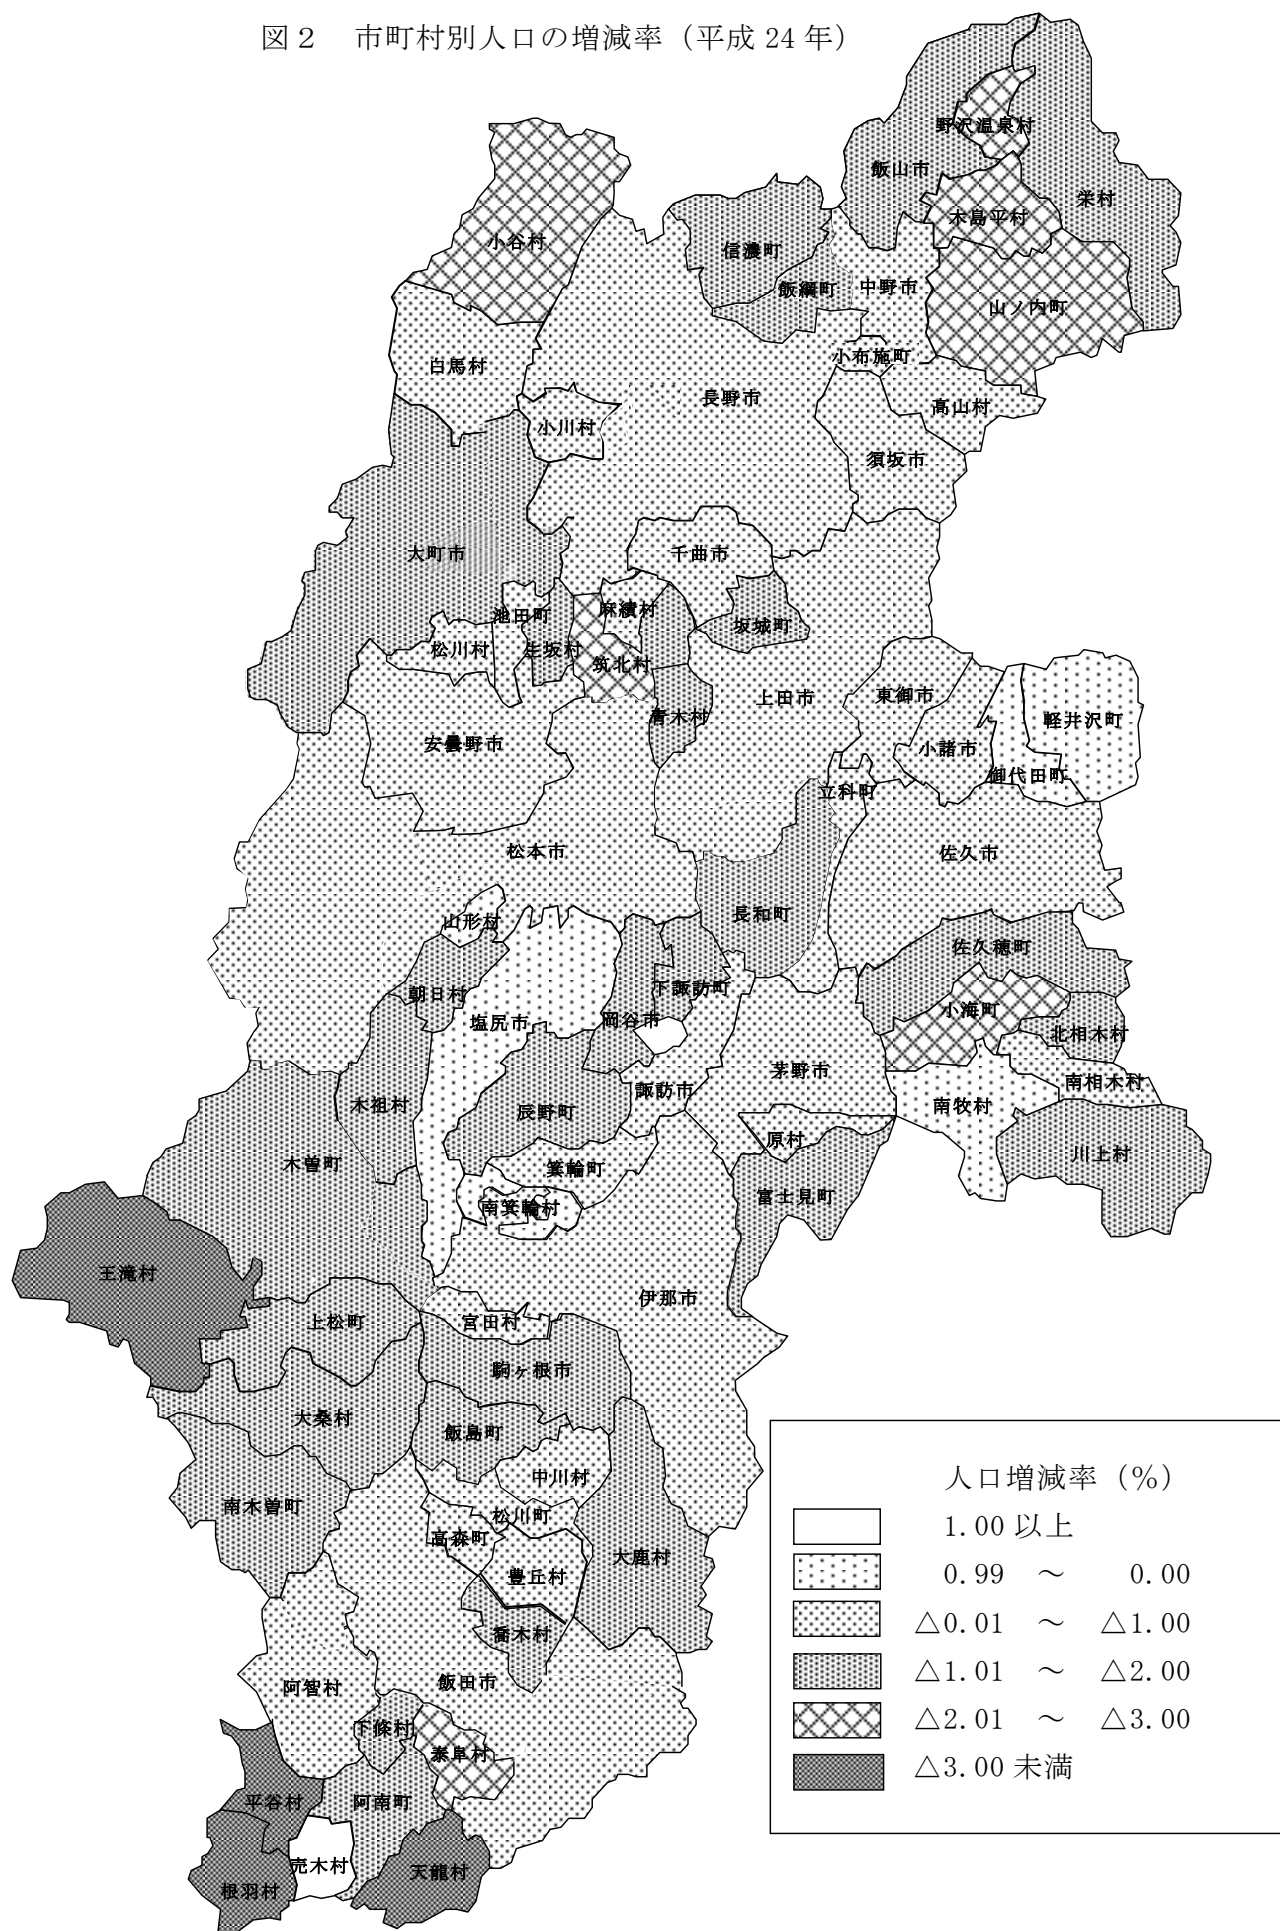 図２　市町村別人口の増減率（平成 24 年）
野沢温泉村
飯山市
栄村
木島平村
小谷村
信濃町
飯綱町
中野市
山ノ内町
小布施町
白馬村
長野市
高山村
小川村
須坂市
大町市
千曲市
池田町
麻績村
坂城町
松川村
生坂村
筑北村
青木村
上田市
東御市
軽井沢町
安曇野市
小諸市
御代田町
立科町
松本市
佐久市
山形村
長和町
佐久穂町
朝日村
下諏訪町
塩尻市
岡谷市
小海町
北相木村
茅野市
諏訪市
南相木村
木祖村
辰野町
南牧村
原村
川上村
木曽町
箕輪町
富士見町
南箕輪村
王滝村
伊那市
上松町
宮田村
駒ヶ根市
大桑村
飯島町
中川村
南木曽町
松川町
高森町
大鹿村
豊丘村
喬木村
阿智村
飯田市
下條村
泰阜村
平谷村
阿南町
売木村
天龍村
根羽村
人口増減率（％）
1.00 以上
0.99　～　0.00
△0.01　～　△1.00
△1.01　～　△2.00
△2.01　～　△3.00
△3.00 未満